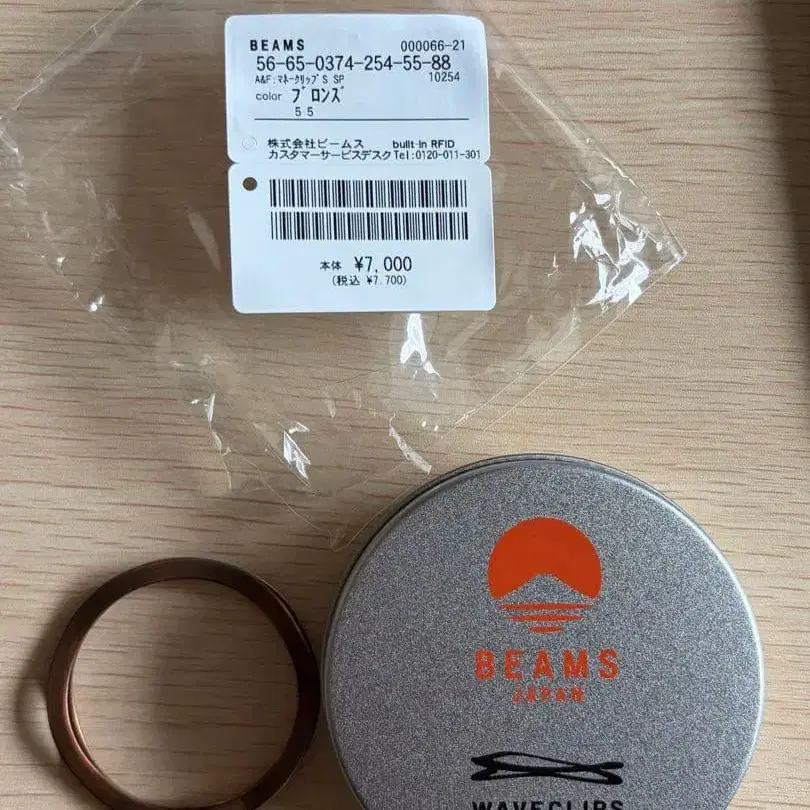 BEAMS 000066-21
56-65-0374-254-55-88
A&F:ﾏﾈｰｸﾘｯﾌﾟS SP 10254
color ﾌﾞﾛﾝｽﾞ
55
株式会社ビームス built-in RFID
カスタマーサービスデスク Tel:0120-011-301
本体 ¥7,000
(税込 ¥7,700)
BEAMS
JAPAN
WAVECLIPS